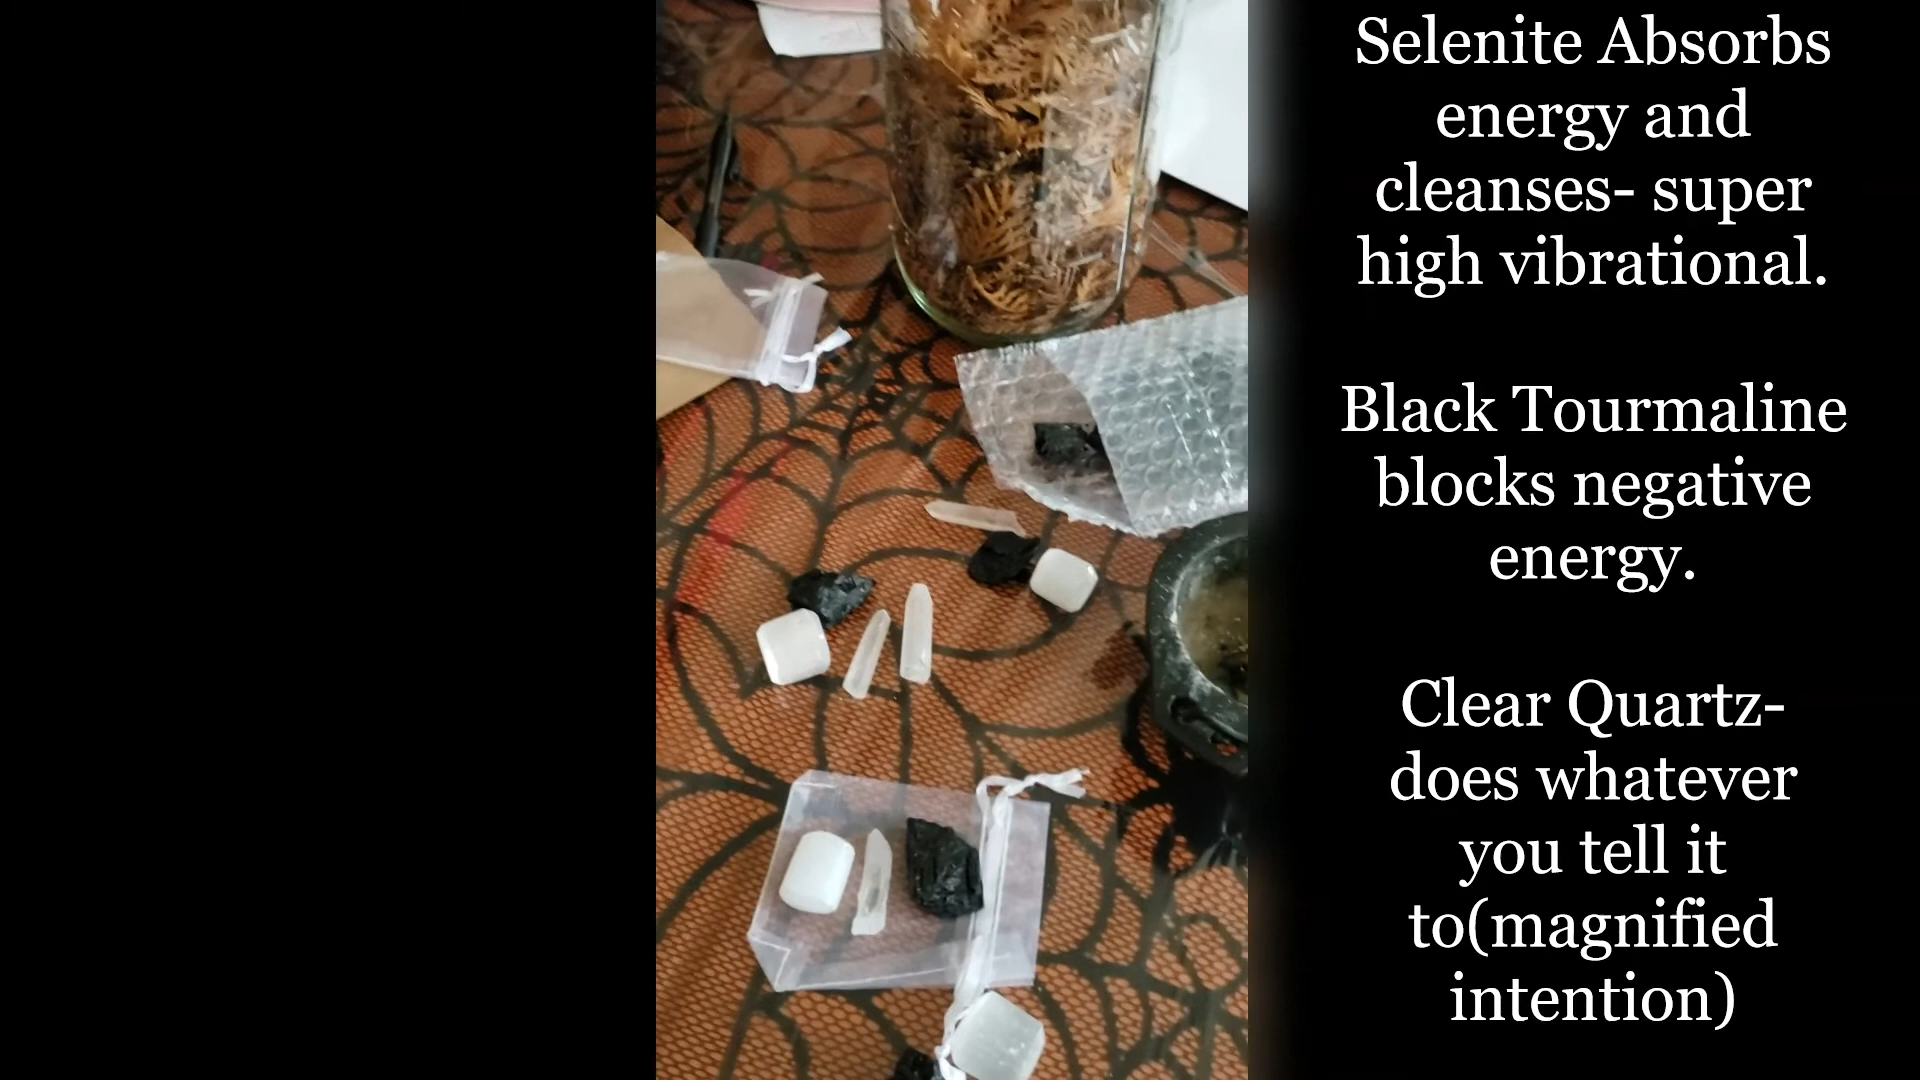 Selenite Absorbs
energy and
cleanses- super
high vibrational.
Black Tourmaline
blocks negative
energy.
Clear Quartz-
does whatever
you tell it
to(magnified
intention)